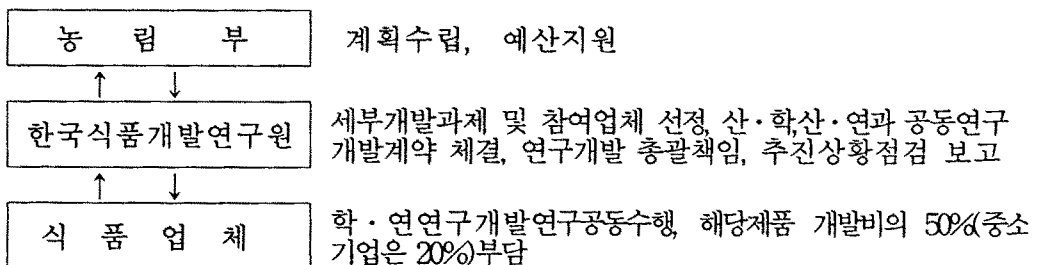 농 림 부 계획수립, 예산지원
↑ ↓
한국식품개발연구원 세부개발과제 및 참여업체 선정, 산·학,산·연과 공동연구
개발계약 체결, 연구개발 총괄책임, 추진상황점검 보고
↑ ↓
식 품 업 체 학·연연구개발연구공동수행, 해당제품 개발비의 50%(중소
기업은 20%)부담